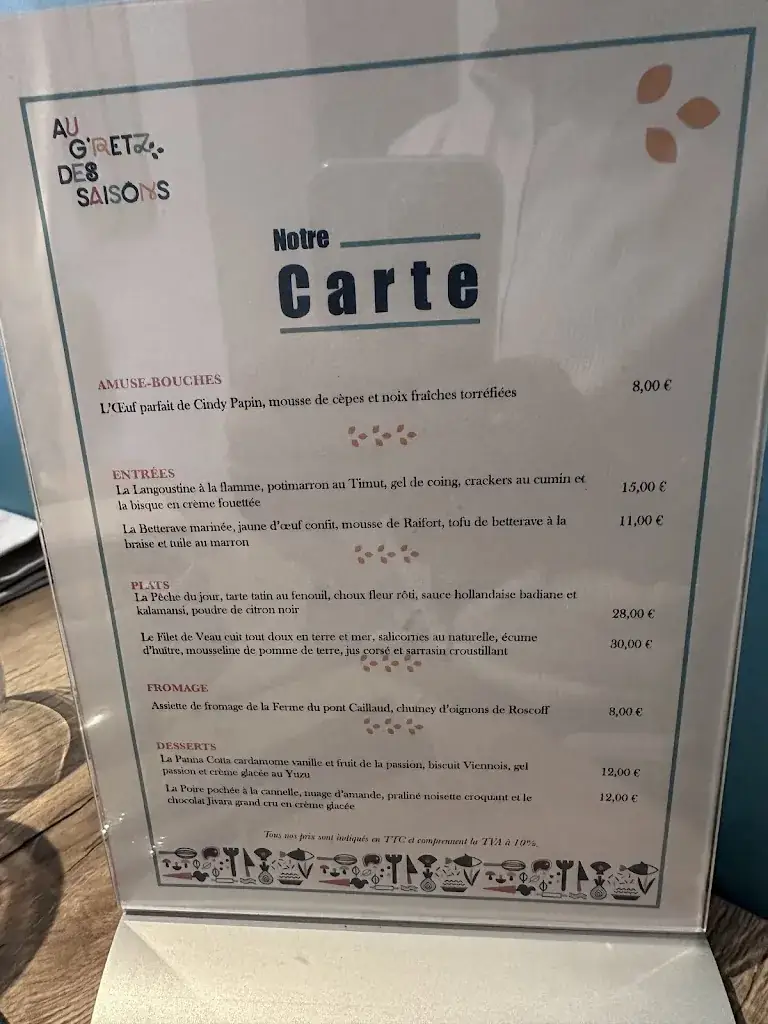 AU
G'RETZ
DES
SAISONS
Notre
Carte
AMUSE-BOUCHES
L'Œuf parfait de Cindy Papin, mousse de cèpes et noix fraîches torréfiées 8,00 €
ENTRÉES
La Langoustine à la flamme, potimarron au Timut, gel de coing, crackers au cumin et 15,00 €
la bisque en crème fouettée
La Betterave marinée, jaune d'œuf confit, mousse de Raifort, tofu de betterave à la 11,00 €
braise et tuile au marron
PLATS
La Pêche du jour, tarte tatin au fenouil, choux fleur rôti, sauce hollandaise badiane et
kalamansi, poudre de citron noir 28,00 €
Le Filet de Veau cuit tout doux en terre et mer, salicornes au naturelle, écume 30,00 €
d'huître, mousseline de pomme de terre, jus corsé et sarrasin croustillant
FROMAGE
Assiette de fromage de la Ferme du pont Caillaud, chutney d'oignons de Roscoff 8,00 €
DESSERTS
La Panna Cotta cardamome vanille et fruit de la passion, biscuit Viennois, gel
passion et crème glacée au Yuzu 12,00 €
La Poire pochée à la cannelle, nuage d'amande, praliné noisette croquant et le 12,00 €
chocolat Jivara grand cru en crème glacée
Tous nos prix sont indiqués en TTC et comprennent la TVA à 10%.